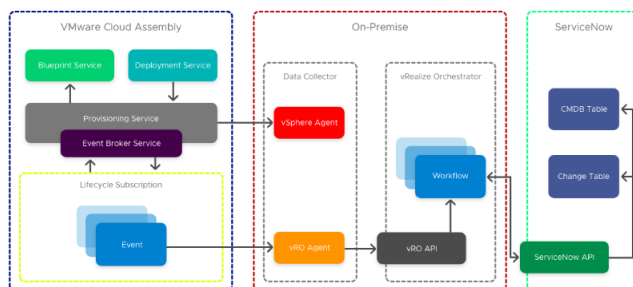 VMware Cloud Assembly
On-Premise
ServiceNow
Blueprint Service
Deployment Service
Data Collector
vRealize Orchestrator
Provisioning Service
vSphere Agent
CMDB Table
Event Broker Service
Lifecycle Subscription
Workflow
Change Table
Event
vRO Agent
vRO API
ServiceNow API